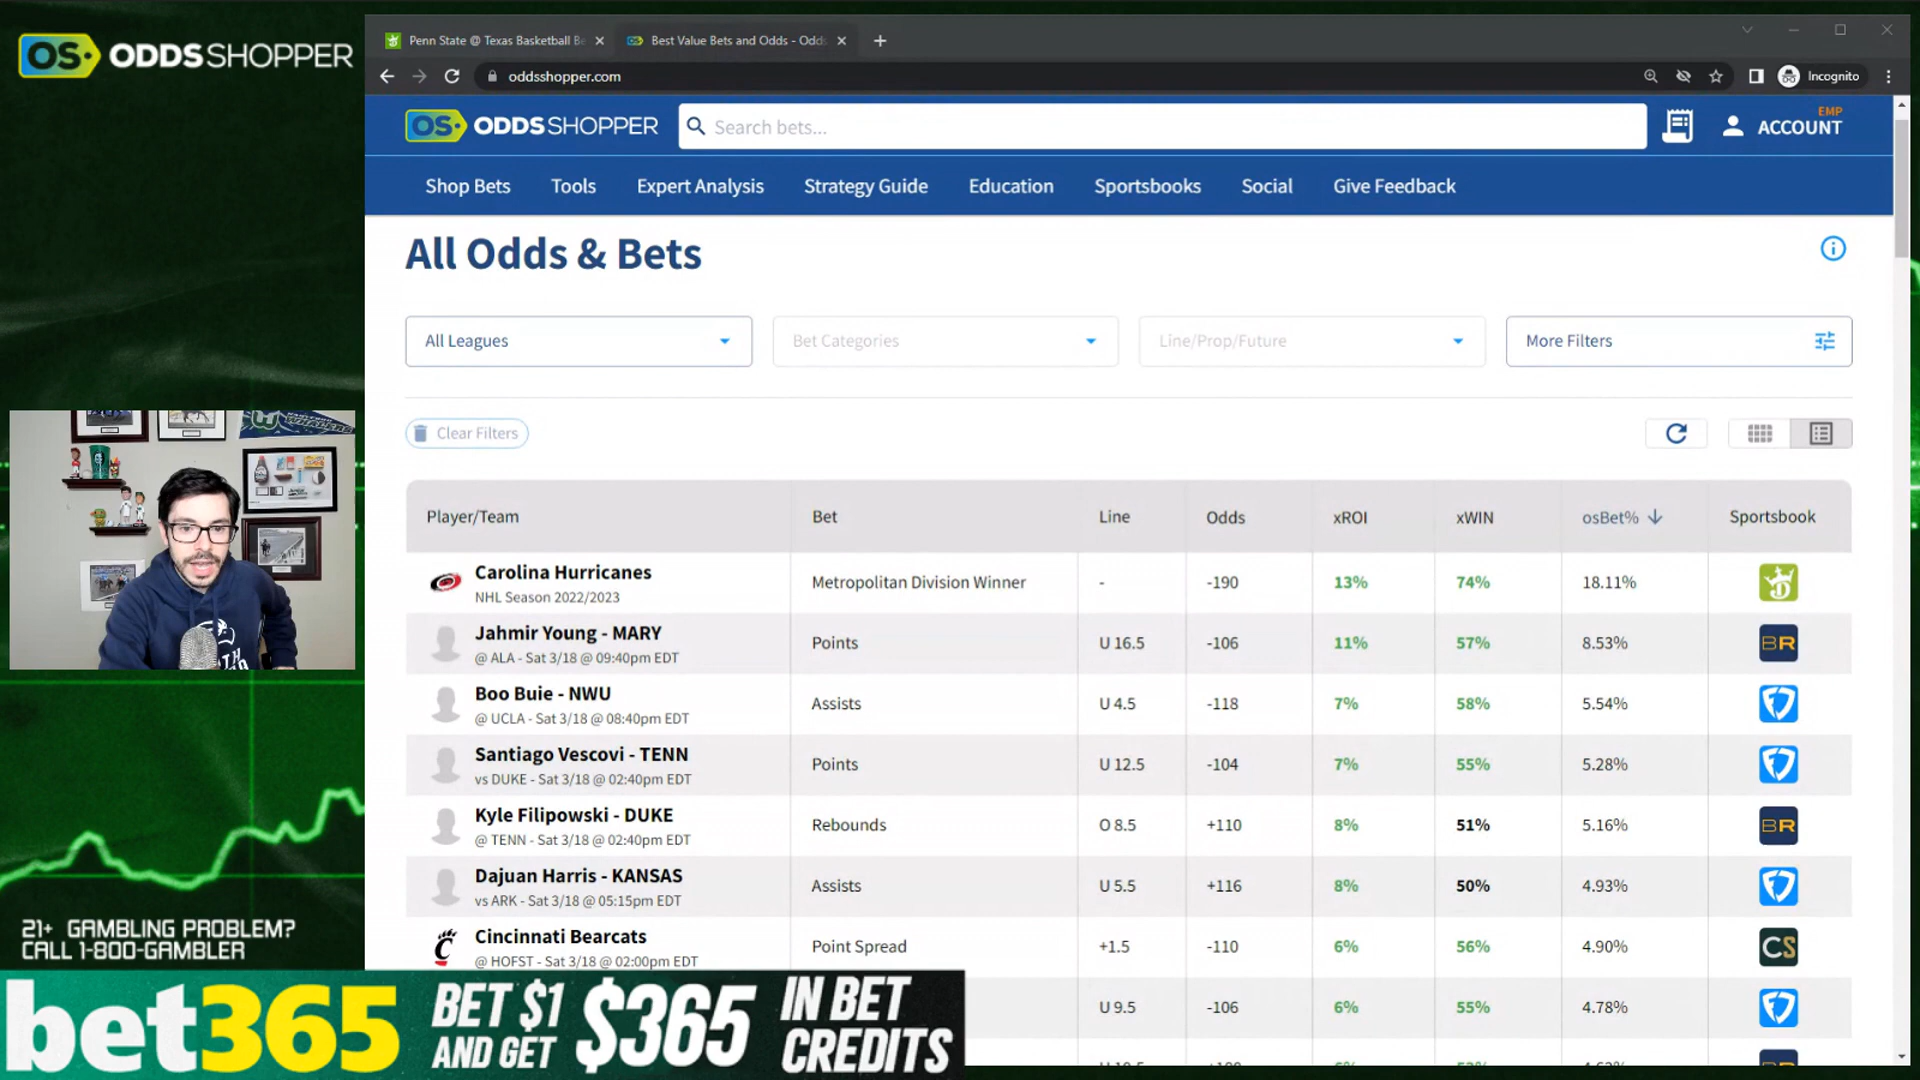 OS ODDSSHOPPER
Penn State @ Texas Basketball Be
Best Value Bets and Odds - Odds
oddsshopper.com
Incognito
OS ODDSSHOPPER
Search bets...
EMP
ACCOUNT
Shop Bets Tools Expert Analysis Strategy Guide Education Sportsbooks Social Give Feedback
All Odds & Bets
All Leagues Bet Categories Line/Prop/Future More Filters
Clear Filters
Player/Team Bet Line Odds xROI xWIN osBet% Sportsbook
Carolina Hurricanes
NHL Season 2022/2023
Metropolitan Division Winner - -190 13% 74% 18.11%
Jahmir Young - MARY
@ ALA - Sat 3/18 @ 09:40pm EDT
Points U 16.5 -106 11% 57% 8.53% BR
Boo Buie - NWU
@ UCLA - Sat 3/18 @ 08:40pm EDT
Assists U 4.5 -118 7% 58% 5.54%
Santiago Vescovi - TENN
vs DUKE - Sat 3/18 @ 02:40pm EDT
Points U 12.5 -104 7% 55% 5.28%
Kyle Filipowski - DUKE
@ TENN - Sat 3/18 @ 02:40pm EDT
Rebounds O 8.5 +110 8% 51% 5.16% BR
Dajuan Harris - KANSAS
vs ARK - Sat 3/18 @ 05:15pm EDT
Assists U 5.5 +116 8% 50% 4.93%
Cincinnati Bearcats
@ HOFST - Sat 3/18 @ 02:00pm EDT
Point Spread +1.5 -110 6% 56% 4.90% CS
U 9.5 -106 6% 55% 4.78%
21+ GAMBLING PROBLEM?
CALL 1-800-GAMBLER
bet365
BET $1
AND GET
$365
IN BET
CREDITS